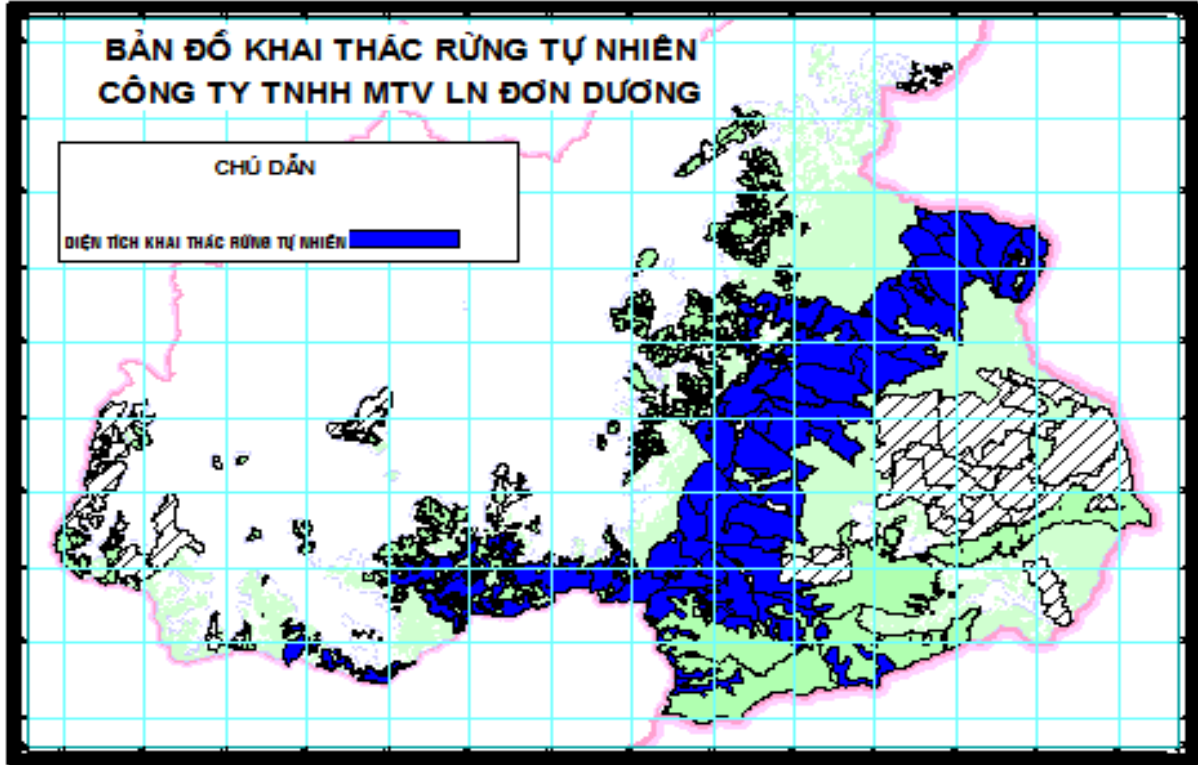 BẢN ĐỒ KHAI THÁC RỪNG TỰ NHIÊN
CÔNG TY TNHH MTV LN ĐƠN DƯƠNG
CHÚ DẪN
DIỆN TÍCH KHAI THÁC RỪNG TỰ NHIÊN